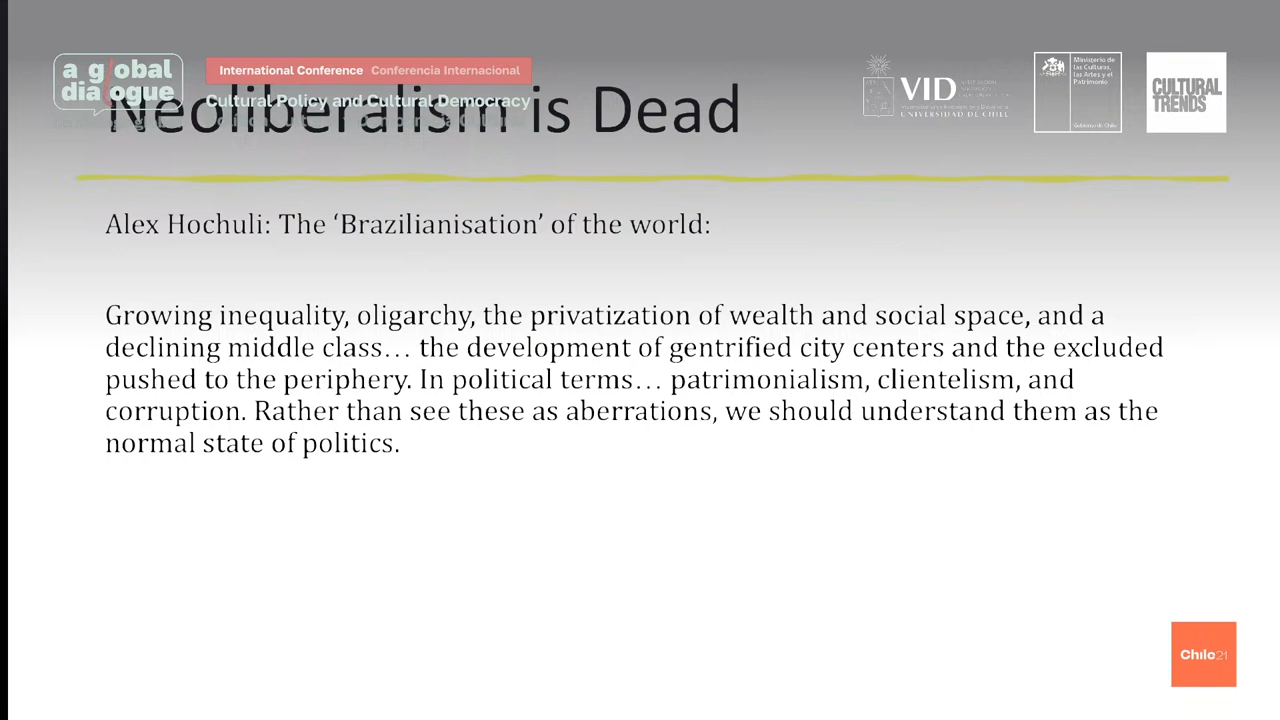 a global
dialogue
International Conference Conferencia Internacional
Cultural Policy and Cultural Democracy
Neoliberalism is Dead
VID
UNIVERSIDAD DE CHILE
Ministerio de
las Culturas,
las Artes y el
Patrimonio
Gobierno de Chile
CULTURAL
TRENDS
Alex Hochuli: The ‘Brazilianisation’ of the world:
Growing inequality, oligarchy, the privatization of wealth and social space, and a
declining middle class… the development of gentrified city centers and the excluded
pushed to the periphery. In political terms… patrimonialism, clientelism, and
corruption. Rather than see these as aberrations, we should understand them as the
normal state of politics.
Chile21